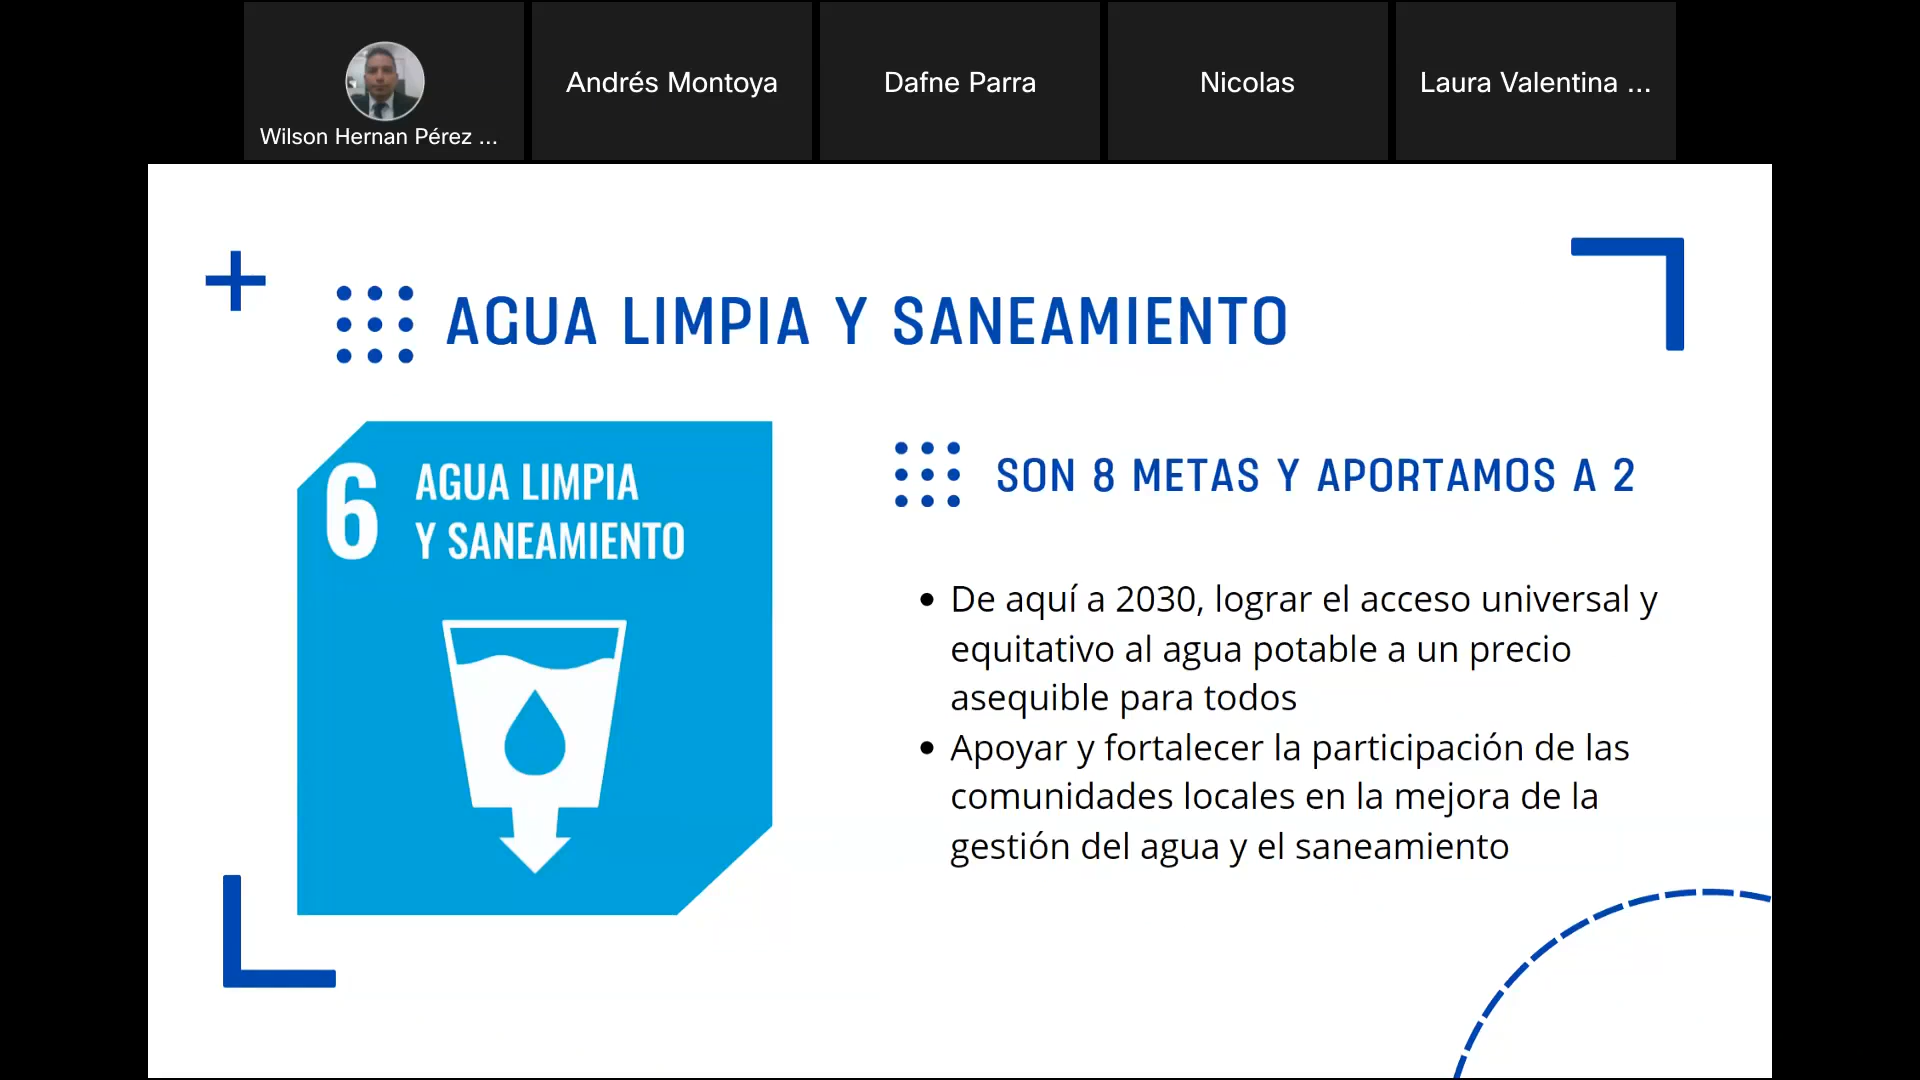 Wilson Hernan Pérez ...
Andrés Montoya
Dafne Parra
Nicolas
Laura Valentina ...
AGUA LIMPIA Y SANEAMIENTO
6
AGUA LIMPIA
Y SANEAMIENTO
SON 8 METAS Y APORTAMOS A 2
• De aquí a 2030, lograr el acceso universal y
equitativo al agua potable a un precio
asequible para todos
• Apoyar y fortalecer la participación de las
comunidades locales en la mejora de la
gestión del agua y el saneamiento